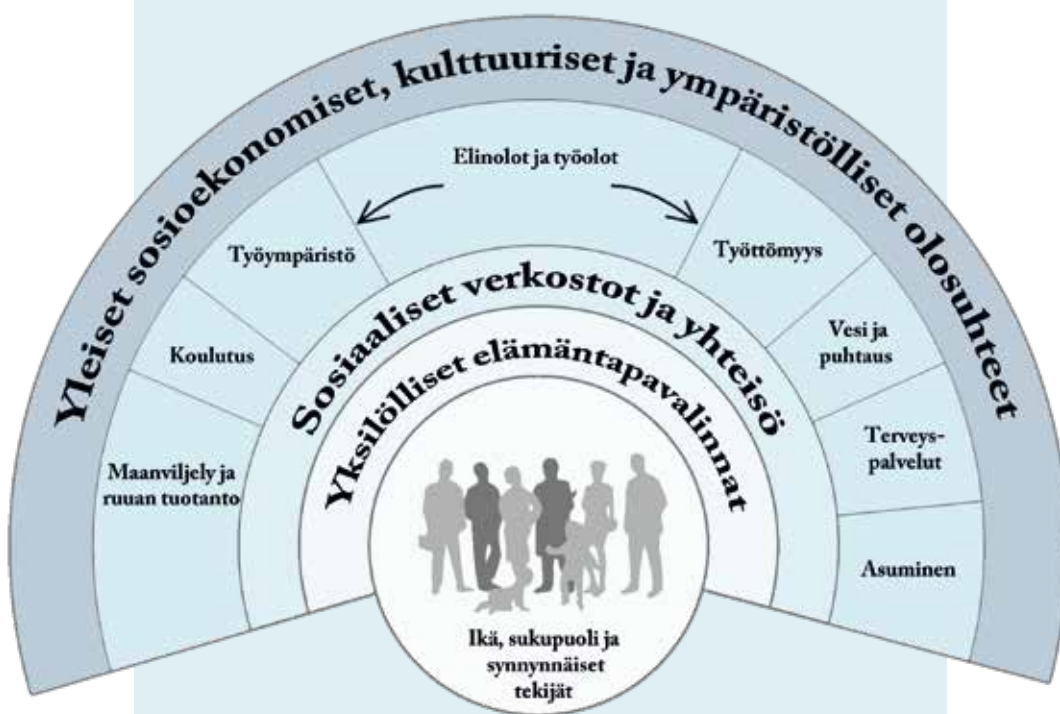 Yleiset sosioekonomiset, kulttuuriset ja ympäristölliset olosuhteet
Elinolot ja työolot
Työympäristö
Työttömyys
Koulutus
Vesi ja
puhtaus
Maanviljely ja
ruuan tuotanto
Terveys-
palvelut
Asuminen
Sosiaaliset verkostot ja yhteisö
Yksilölliset elämäntapavalinnat
Ikä, sukupuoli ja
synnynnäiset
tekijät